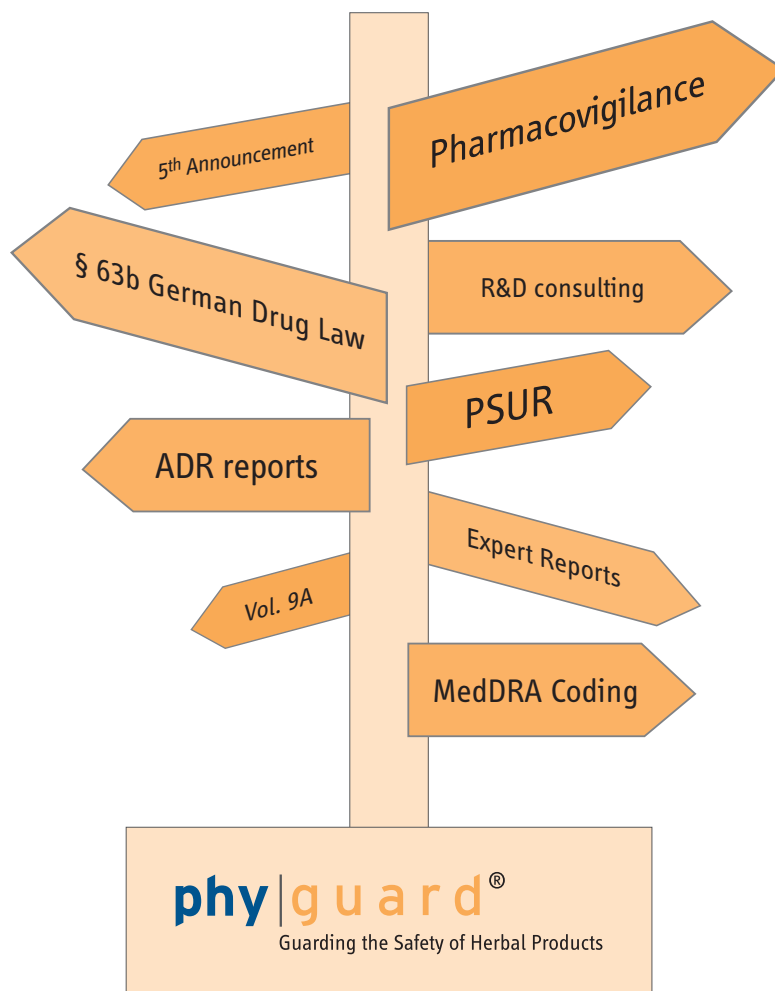 Pharmacovigilance
5th Announcement
§ 63b German Drug Law
R&D consulting
PSUR
ADR reports
Expert Reports
Vol. 9A
MedDRA Coding
phy|guard®
Guarding the Safety of Herbal Products